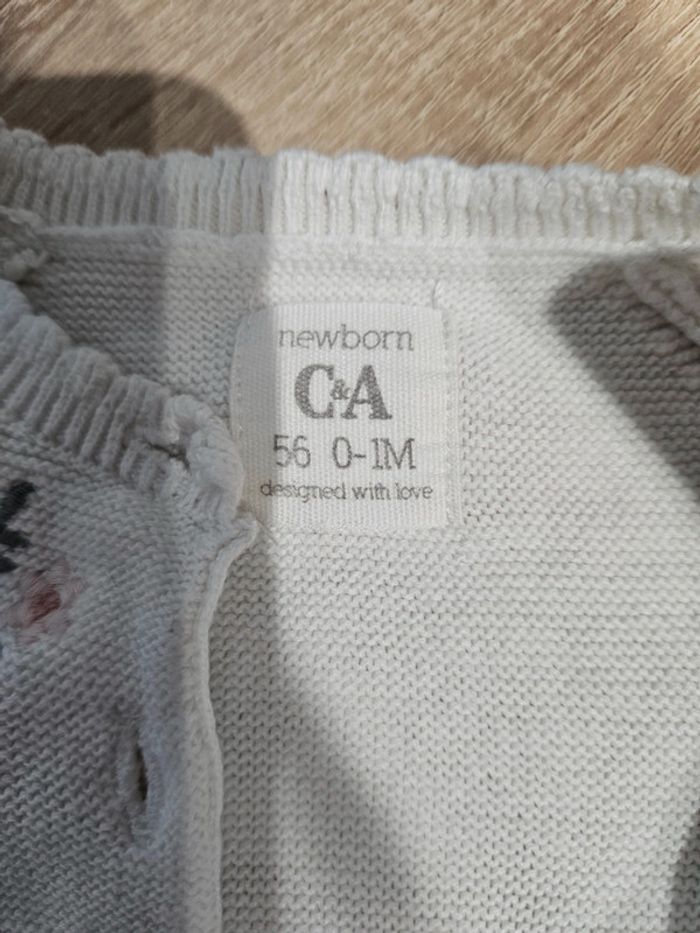 newborn
C&A
56 0-1M
designed with love